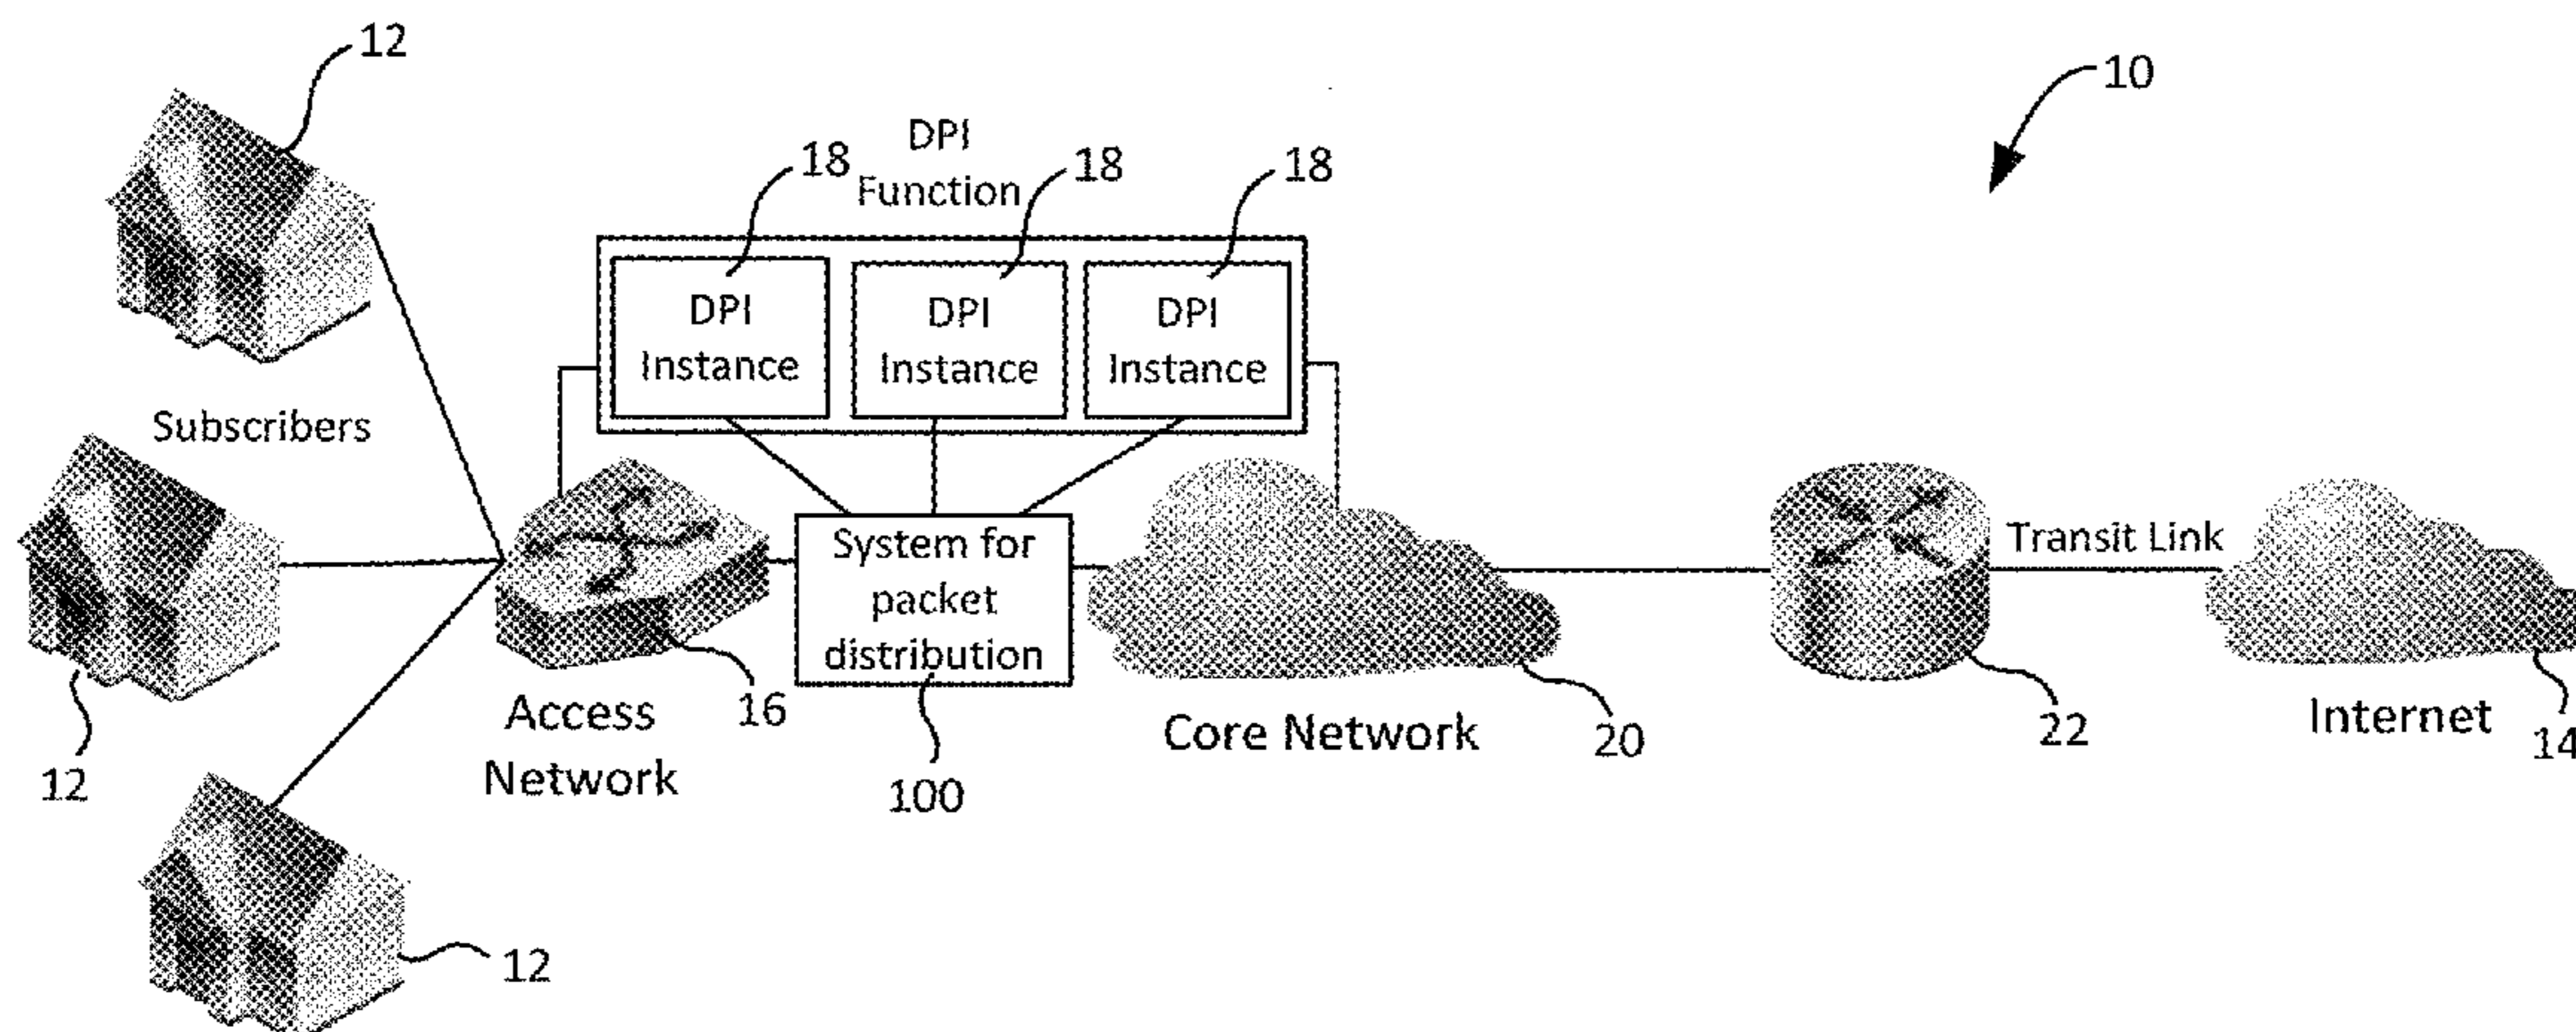 12
10
DPI
Function
18
18
18
DPI
Instance
DPI
Instance
DPI
Instance
Subscribers
System for
packet
distribution
Transit Link
Access
Network
16
100
Core Network
20
22
Internet
14
12
12